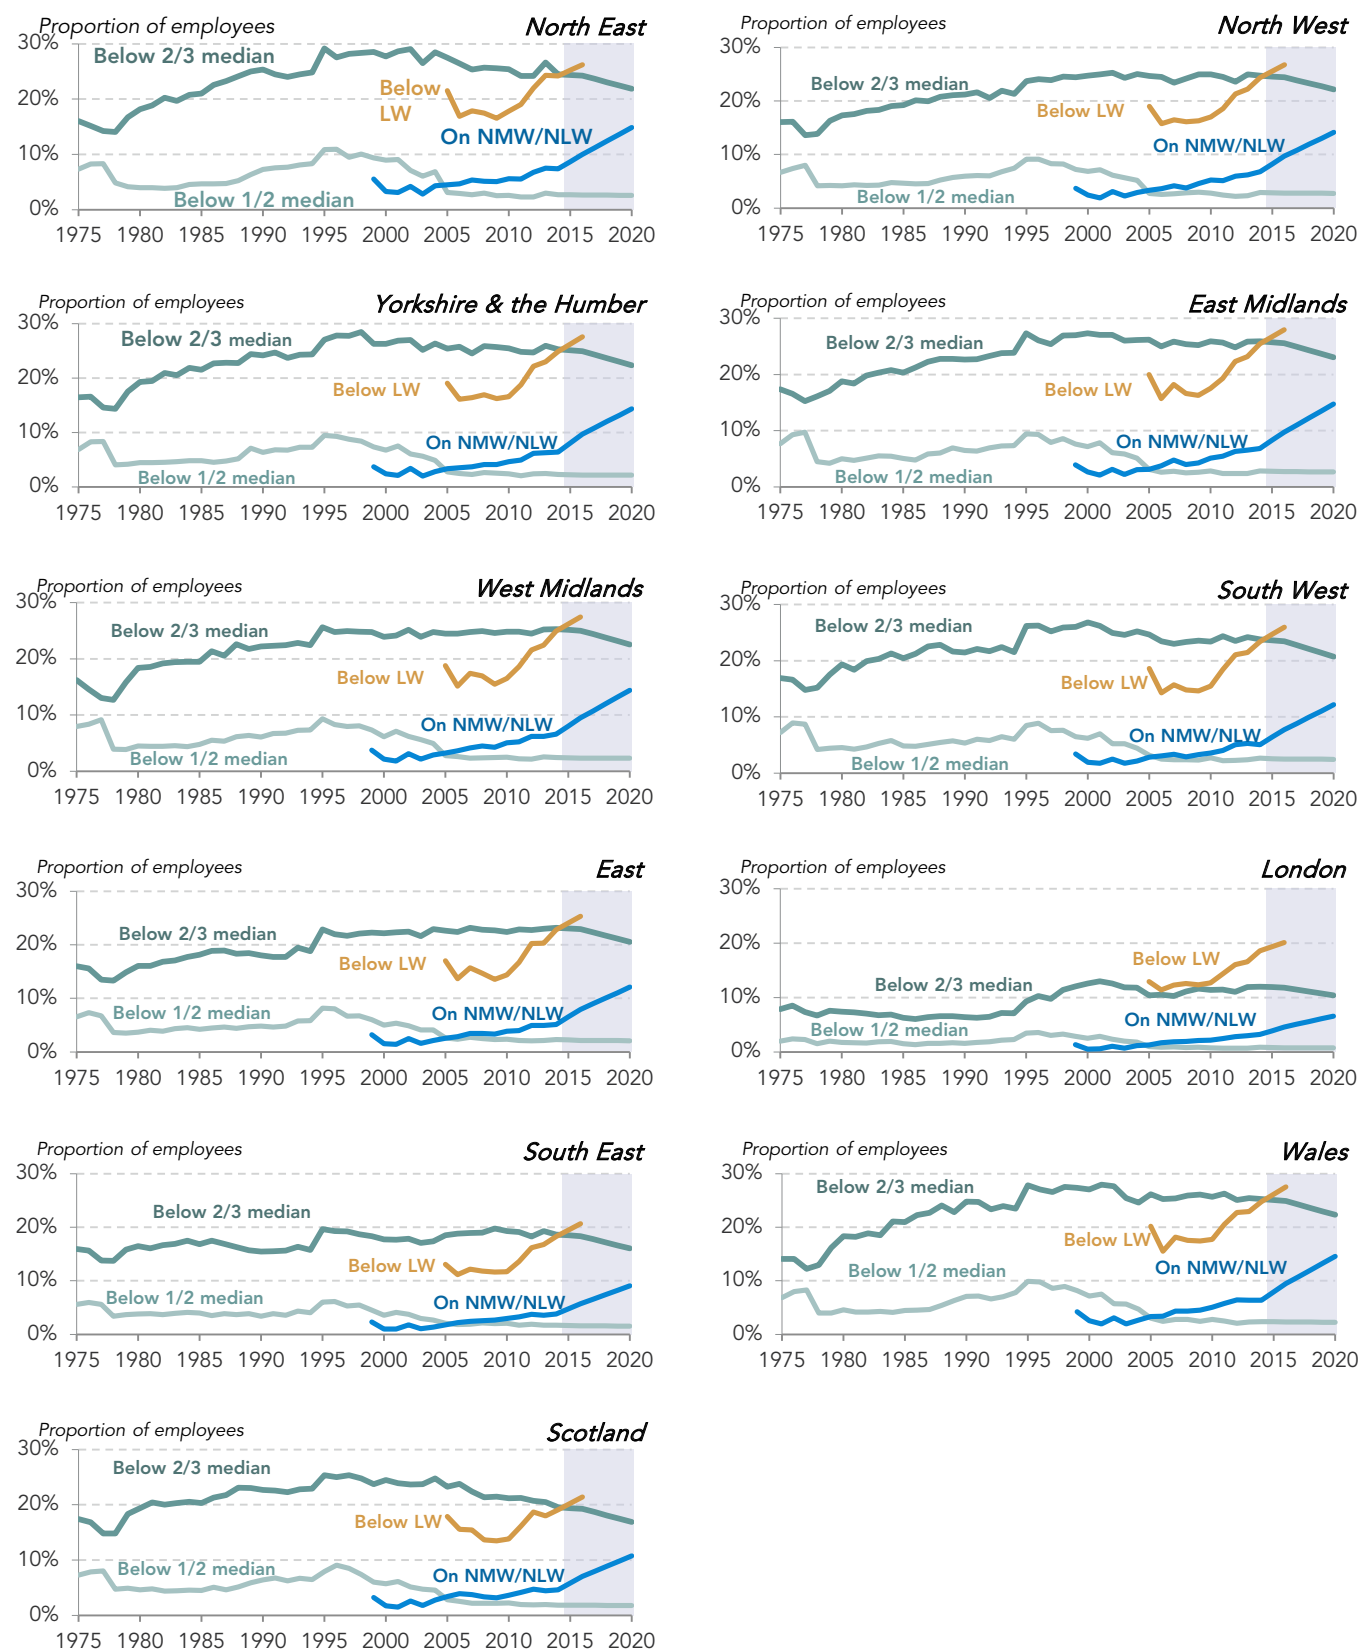 Proportion of employees
North East
30%
Below 2/3 median
20%
Below
LW
On NMW/NLW
10%
Below 1/2 median
0%
1975 1980 1985 1990 1995 2000 2005 2010 2015 2020
Proportion of employees
North West
30%
Below 2/3 median
20%
Below LW
On NMW/NLW
10%
Below 1/2 median
0%
1975 1980 1985 1990 1995 2000 2005 2010 2015 2020
Proportion of employees
Yorkshire & the Humber
30%
Below 2/3 median
20%
Below LW
10%
On NMW/NLW
Below 1/2 median
0%
1975 1980 1985 1990 1995 2000 2005 2010 2015 2020
Proportion of employees
East Midlands
30%
Below 2/3 median
20%
Below LW
10%
On NMW/NLW
Below 1/2 median
0%
1975 1980 1985 1990 1995 2000 2005 2010 2015 2020
Proportion of employees
West Midlands
30%
Below 2/3 median
20%
Below LW
10%
On NMW/NLW
Below 1/2 median
0%
1975 1980 1985 1990 1995 2000 2005 2010 2015 2020
Proportion of employees
South West
30%
Below 2/3 median
20%
Below LW
10%
On NMW/NLW
Below 1/2 median
0%
1975 1980 1985 1990 1995 2000 2005 2010 2015 2020
Proportion of employees
East
30%
Below 2/3 median
20%
Below LW
10%
Below 1/2 median
On NMW/NLW
0%
1975 1980 1985 1990 1995 2000 2005 2010 2015 2020
Proportion of employees
London
30%
20%
Below LW
Below 2/3 median
10%
On NMW/NLW
Below 1/2 median
0%
1975 1980 1985 1990 1995 2000 2005 2010 2015 2020
Proportion of employees
South East
30%
Below 2/3 median
20%
Below LW
10%
Below 1/2 median
On NMW/NLW
0%
1975 1980 1985 1990 1995 2000 2005 2010 2015 2020
Proportion of employees
Wales
30%
Below 2/3 median
20%
Below LW
On NMW/NLW
Below 1/2 median
10%
0%
1975 1980 1985 1990 1995 2000 2005 2010 2015 2020
Proportion of employees
Scotland
30%
Below 2/3 median
20%
Below LW
10%
Below 1/2 median
On NMW/NLW
0%
1975 1980 1985 1990 1995 2000 2005 2010 2015 2020